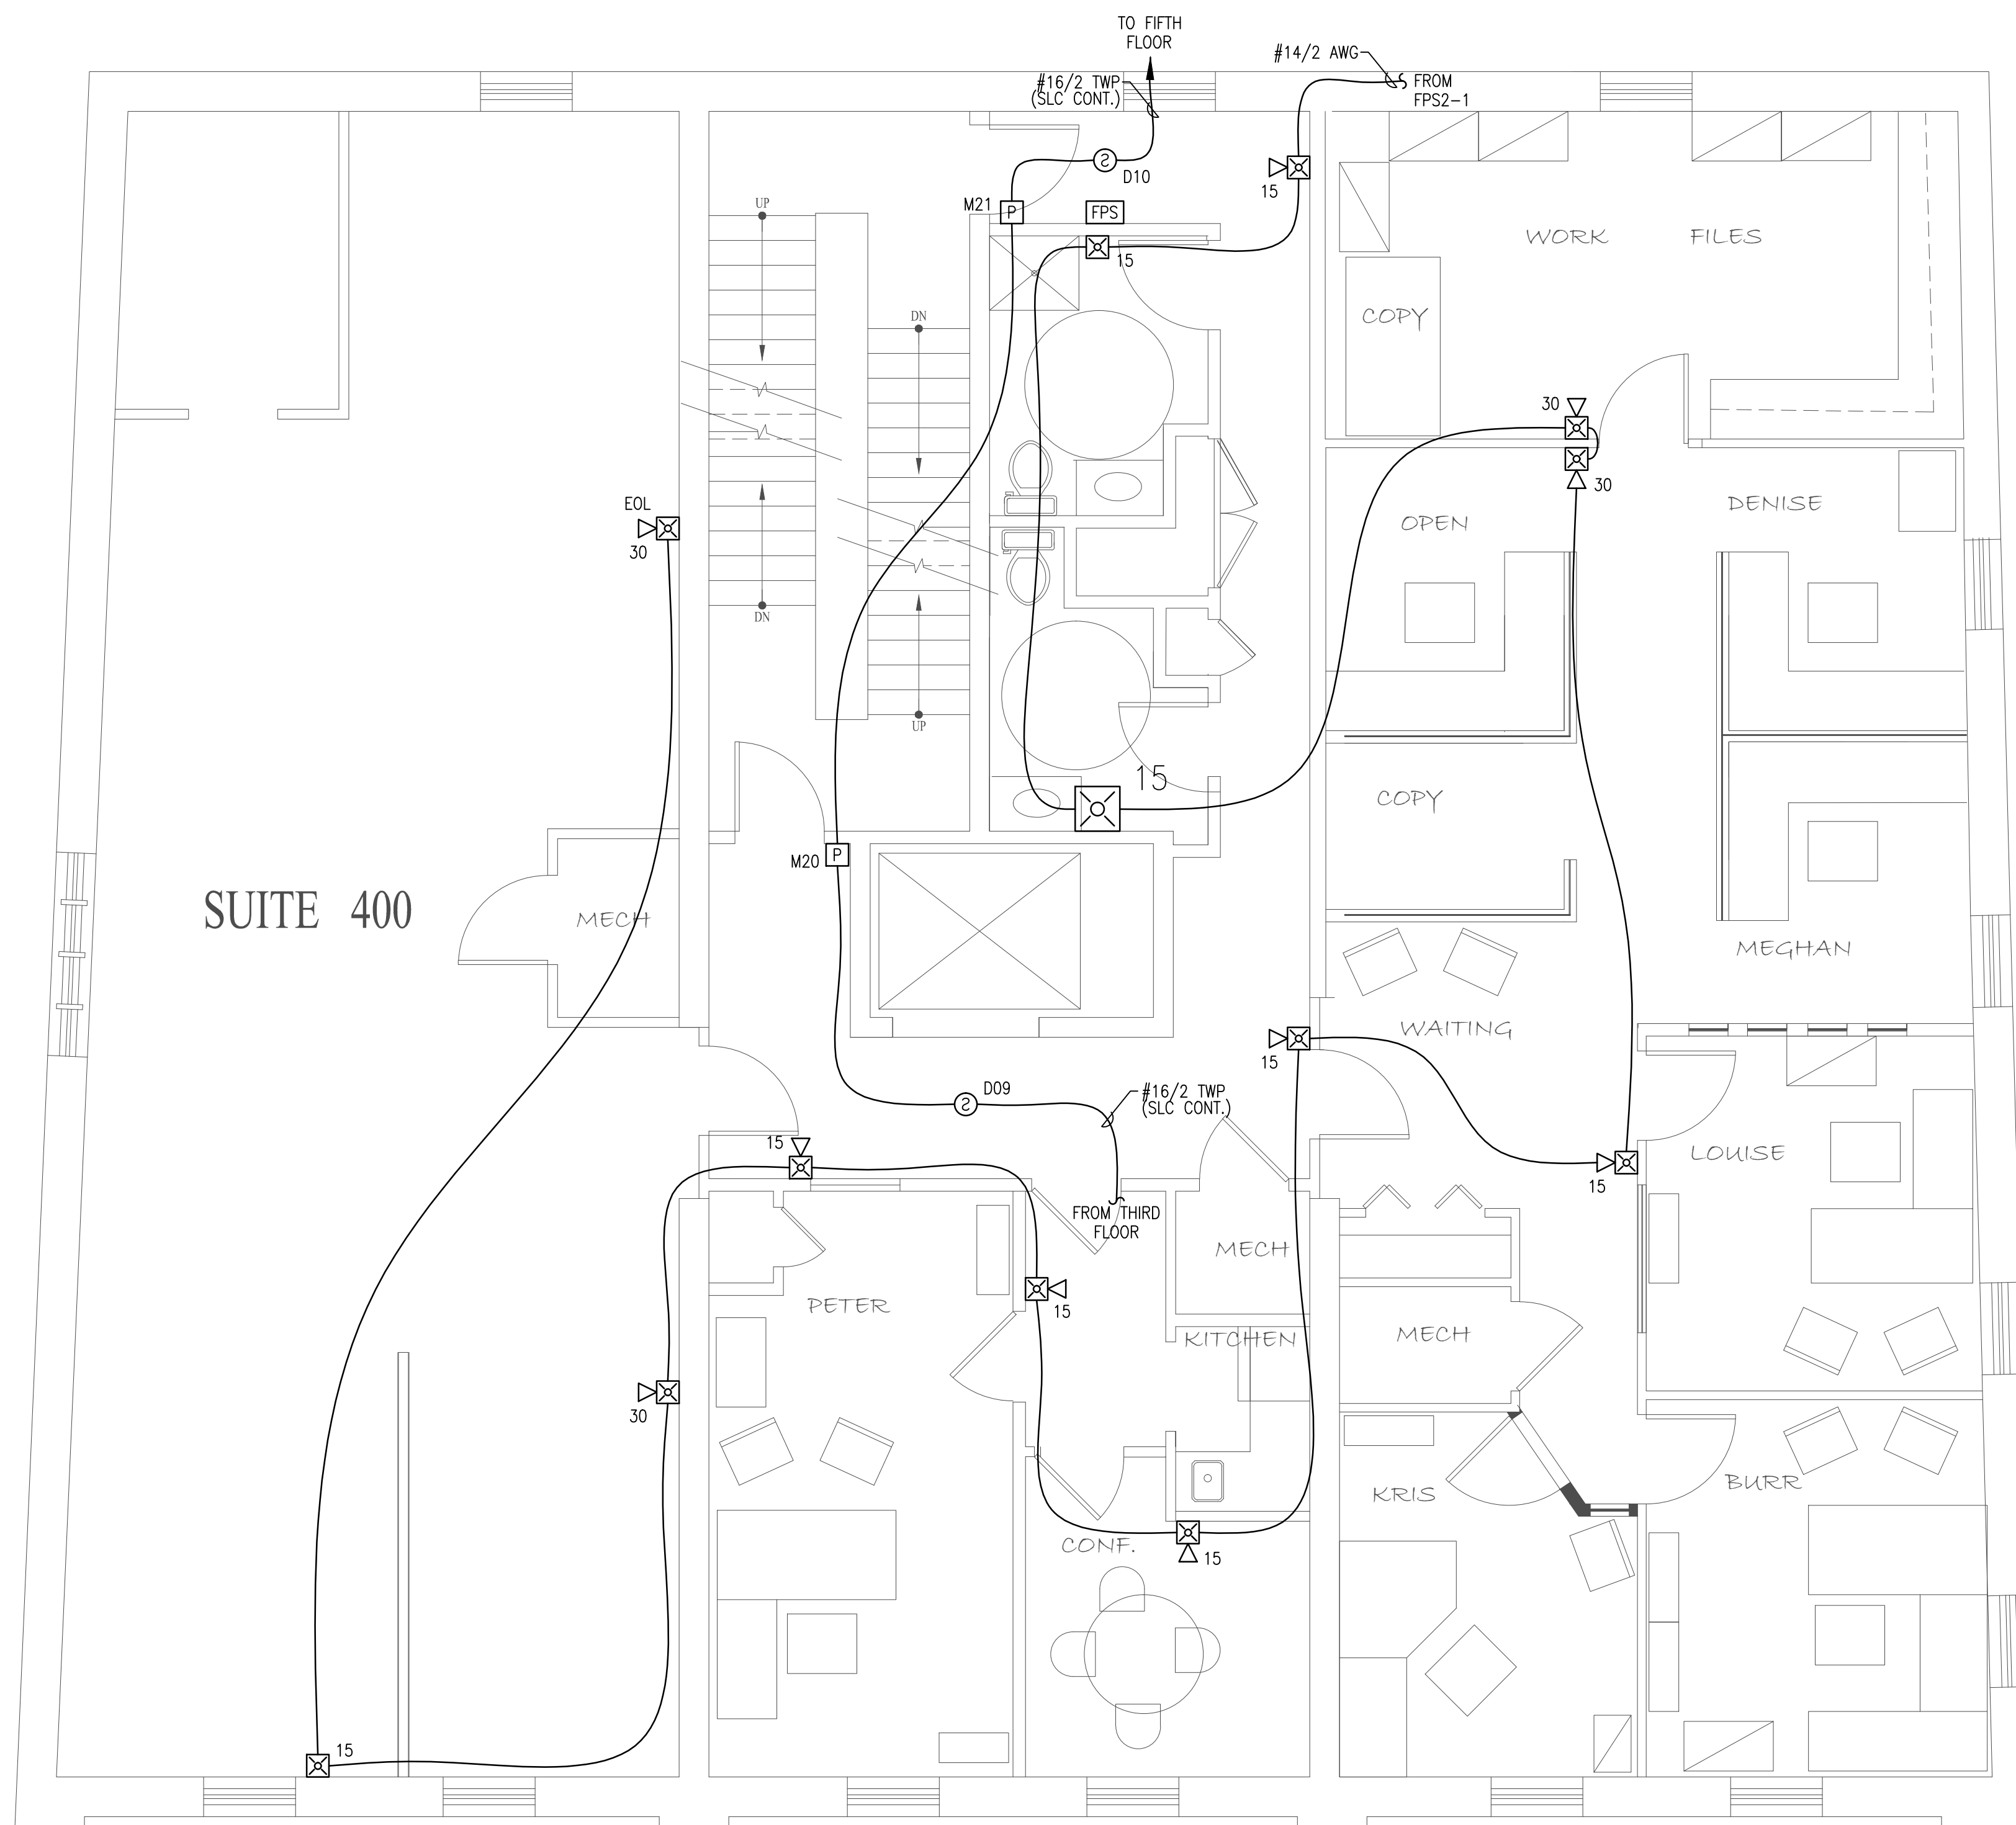 TO FIFTH
FLOOR
#14/2 AWG
FROM
FPS2-1
#16/2 TWP
(SLC CONT.)
D10
15
M21
P
FPS
15
UP
DN
WORK FILES
COPY
30
30
EOL
30
OPEN
DENISE
DN
UP
15
COPY
M20
P
SUITE 400
MECH
MEGHAN
WAITING
15
D09
#16/2 TWP
(SLC CONT.)
15
LOUISE
15
FROM THIRD
FLOOR
MECH
PETER
15
KITCHEN
MECH
30
KRIS
BURR
CONF.
15
15